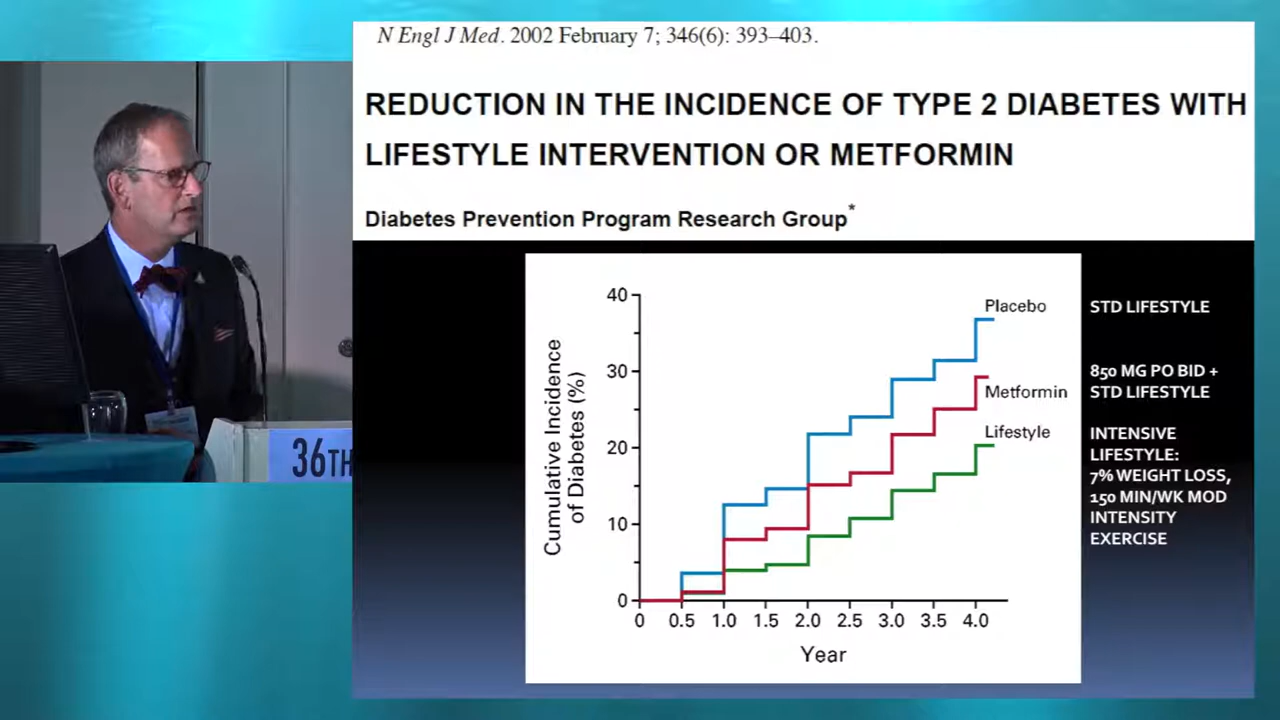 N Engl J Med. 2002 February 7; 346(6): 393–403.
REDUCTION IN THE INCIDENCE OF TYPE 2 DIABETES WITH
LIFESTYLE INTERVENTION OR METFORMIN
Diabetes Prevention Program Research Group*
40
30
20
10
0
Cumulative Incidence
of Diabetes (%)
Placebo
Metformin
Lifestyle
0 0.5 1.0 1.5 2.0 2.5 3.0 3.5 4.0
Year
STD LIFESTYLE
850 MG PO BID +
STD LIFESTYLE
INTENSIVE
LIFESTYLE:
7% WEIGHT LOSS,
150 MIN/WK MOD
INTENSITY
EXERCISE
36TH